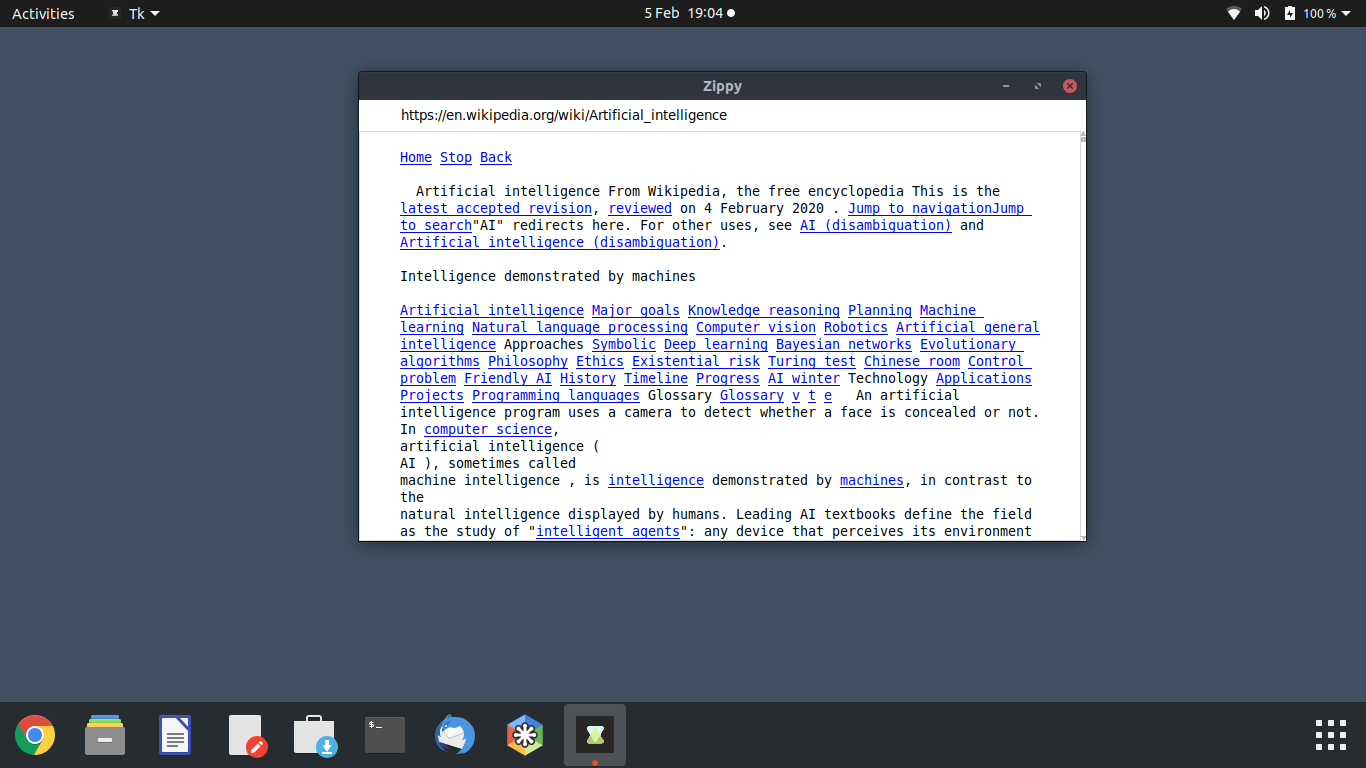 Activities Tk 5 Feb 19:04 100 %
Zippy
https://en.wikipedia.org/wiki/Artificial_intelligence
Home Stop Back
Artificial intelligence From Wikipedia, the free encyclopedia This is the
latest accepted revision, reviewed on 4 February 2020 . Jump to navigationJump
to search"AI" redirects here. For other uses, see AI (disambiguation) and
Artificial intelligence (disambiguation).
Intelligence demonstrated by machines
Artificial intelligence Major goals Knowledge reasoning Planning Machine
learning Natural language processing Computer vision Robotics Artificial general
intelligence Approaches Symbolic Deep learning Bayesian networks Evolutionary
algorithms Philosophy Ethics Existential risk Turing test Chinese room Control
problem Friendly AI History Timeline Progress AI winter Technology Applications
Projects Programming languages Glossary Glossary v t e An artificial
intelligence program uses a camera to detect whether a face is concealed or not.
In computer science,
artificial intelligence (
AI ), sometimes called
machine intelligence , is intelligence demonstrated by machines, in contrast to
the
natural intelligence displayed by humans. Leading AI textbooks define the field
as the study of "intelligent agents": any device that perceives its environment
$_